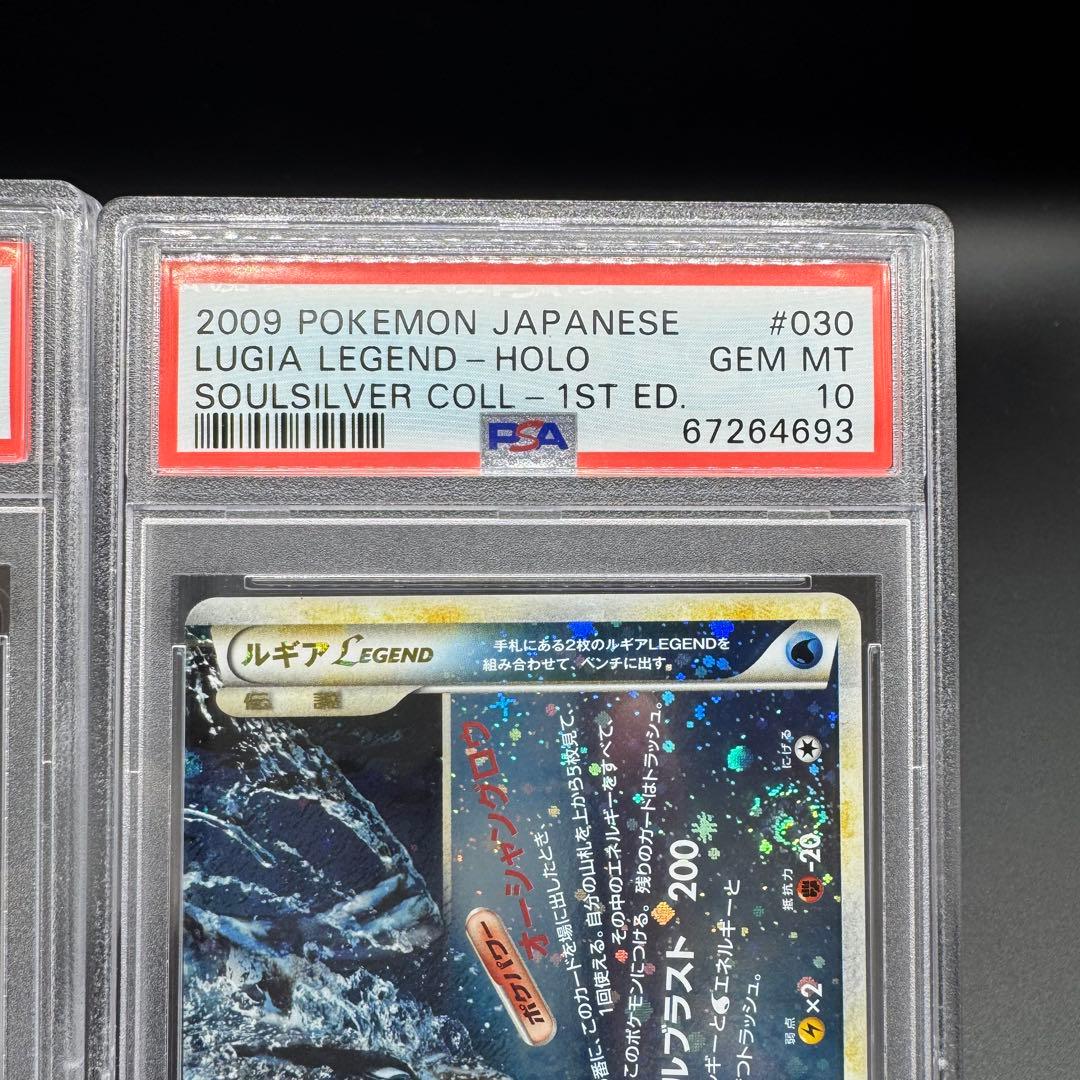 2009 POKEMON JAPANESE #030
LUGIA LEGEND - HOLO GEM MT
SOULSILVER COLL - 1ST ED. 10
PSA 67264693
ルギア LEGEND
手札にある2枚のルギアLEGENDを
組み合わせて、ベンチに出す。
ポケパワー
オーシャングロウ
番に、このカードを場に出したとき、
1回使える。自分の山札を上から5枚見て、
その中のエネルギーをすべて、
このポケモンにつける。残りのカードはトラッシュ。
ルブラスト 200
ギーと エネルギーと
つトラッシュ。
弱点 ×2
抵抗力 -20
にげる